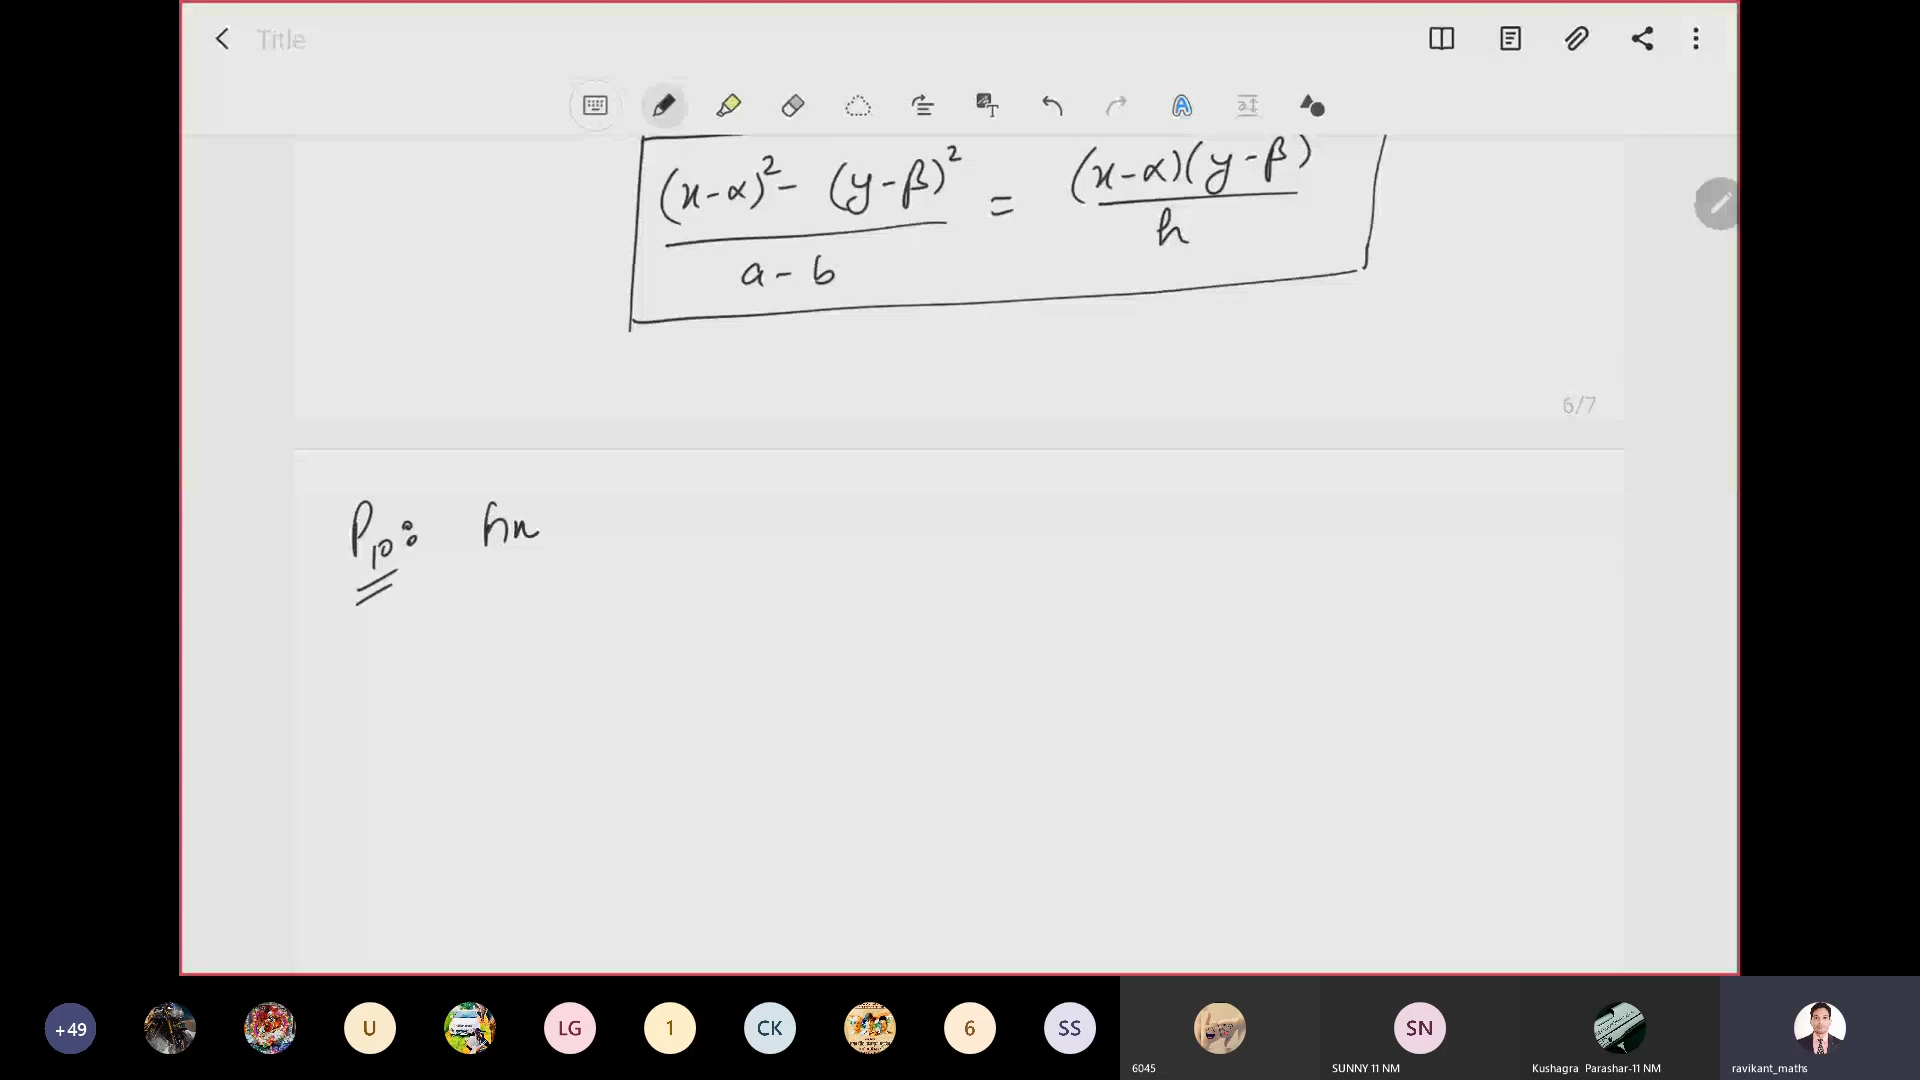 Title
(x-α)² - (y-β)² / a - b = (x-α)(y-β) / h
6/7
P₁₀: hx
+49 U LG 1 CK 6 SS SN
6045 SUNNY 11 NM Kushagra Parashar-11 NM ravikant_maths